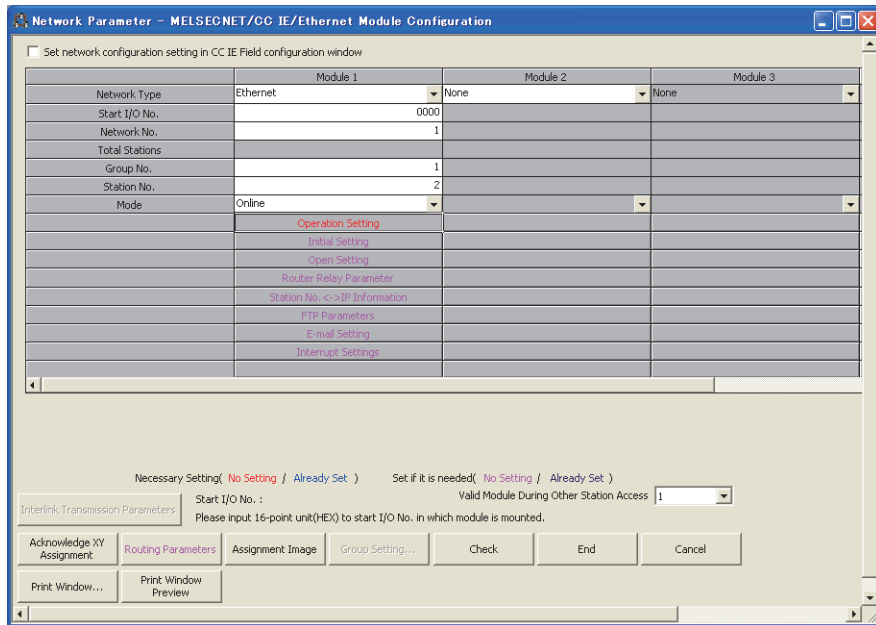 Network Parameter - MELSECNET/CC IE/Ethernet Module Configuration
Set network configuration setting in CC IE Field configuration window
Module 1 Module 2 Module 3
Network Type Ethernet None None
Start I/O No. 0000
Network No. 1
Total Stations
Group No. 1
Station No. 2
Mode Online
Operation Setting
Initial Setting
Open Setting
Router Relay Parameter
Station No.<->IP Information
FTP Parameters
E-mail Setting
Interrupt Settings
Necessary Setting( No Setting / Already Set ) Set if it is needed( No Setting / Already Set )
Interlink Transmission Parameters Start I/O No. : Valid Module During Other Station Access 1
Please input 16-point unit(HEX) to start I/O No. in which module is mounted.
Acknowledge XY Assignment Routing Parameters Assignment Image Group Setting... Check End Cancel
Print Window... Print Window Preview